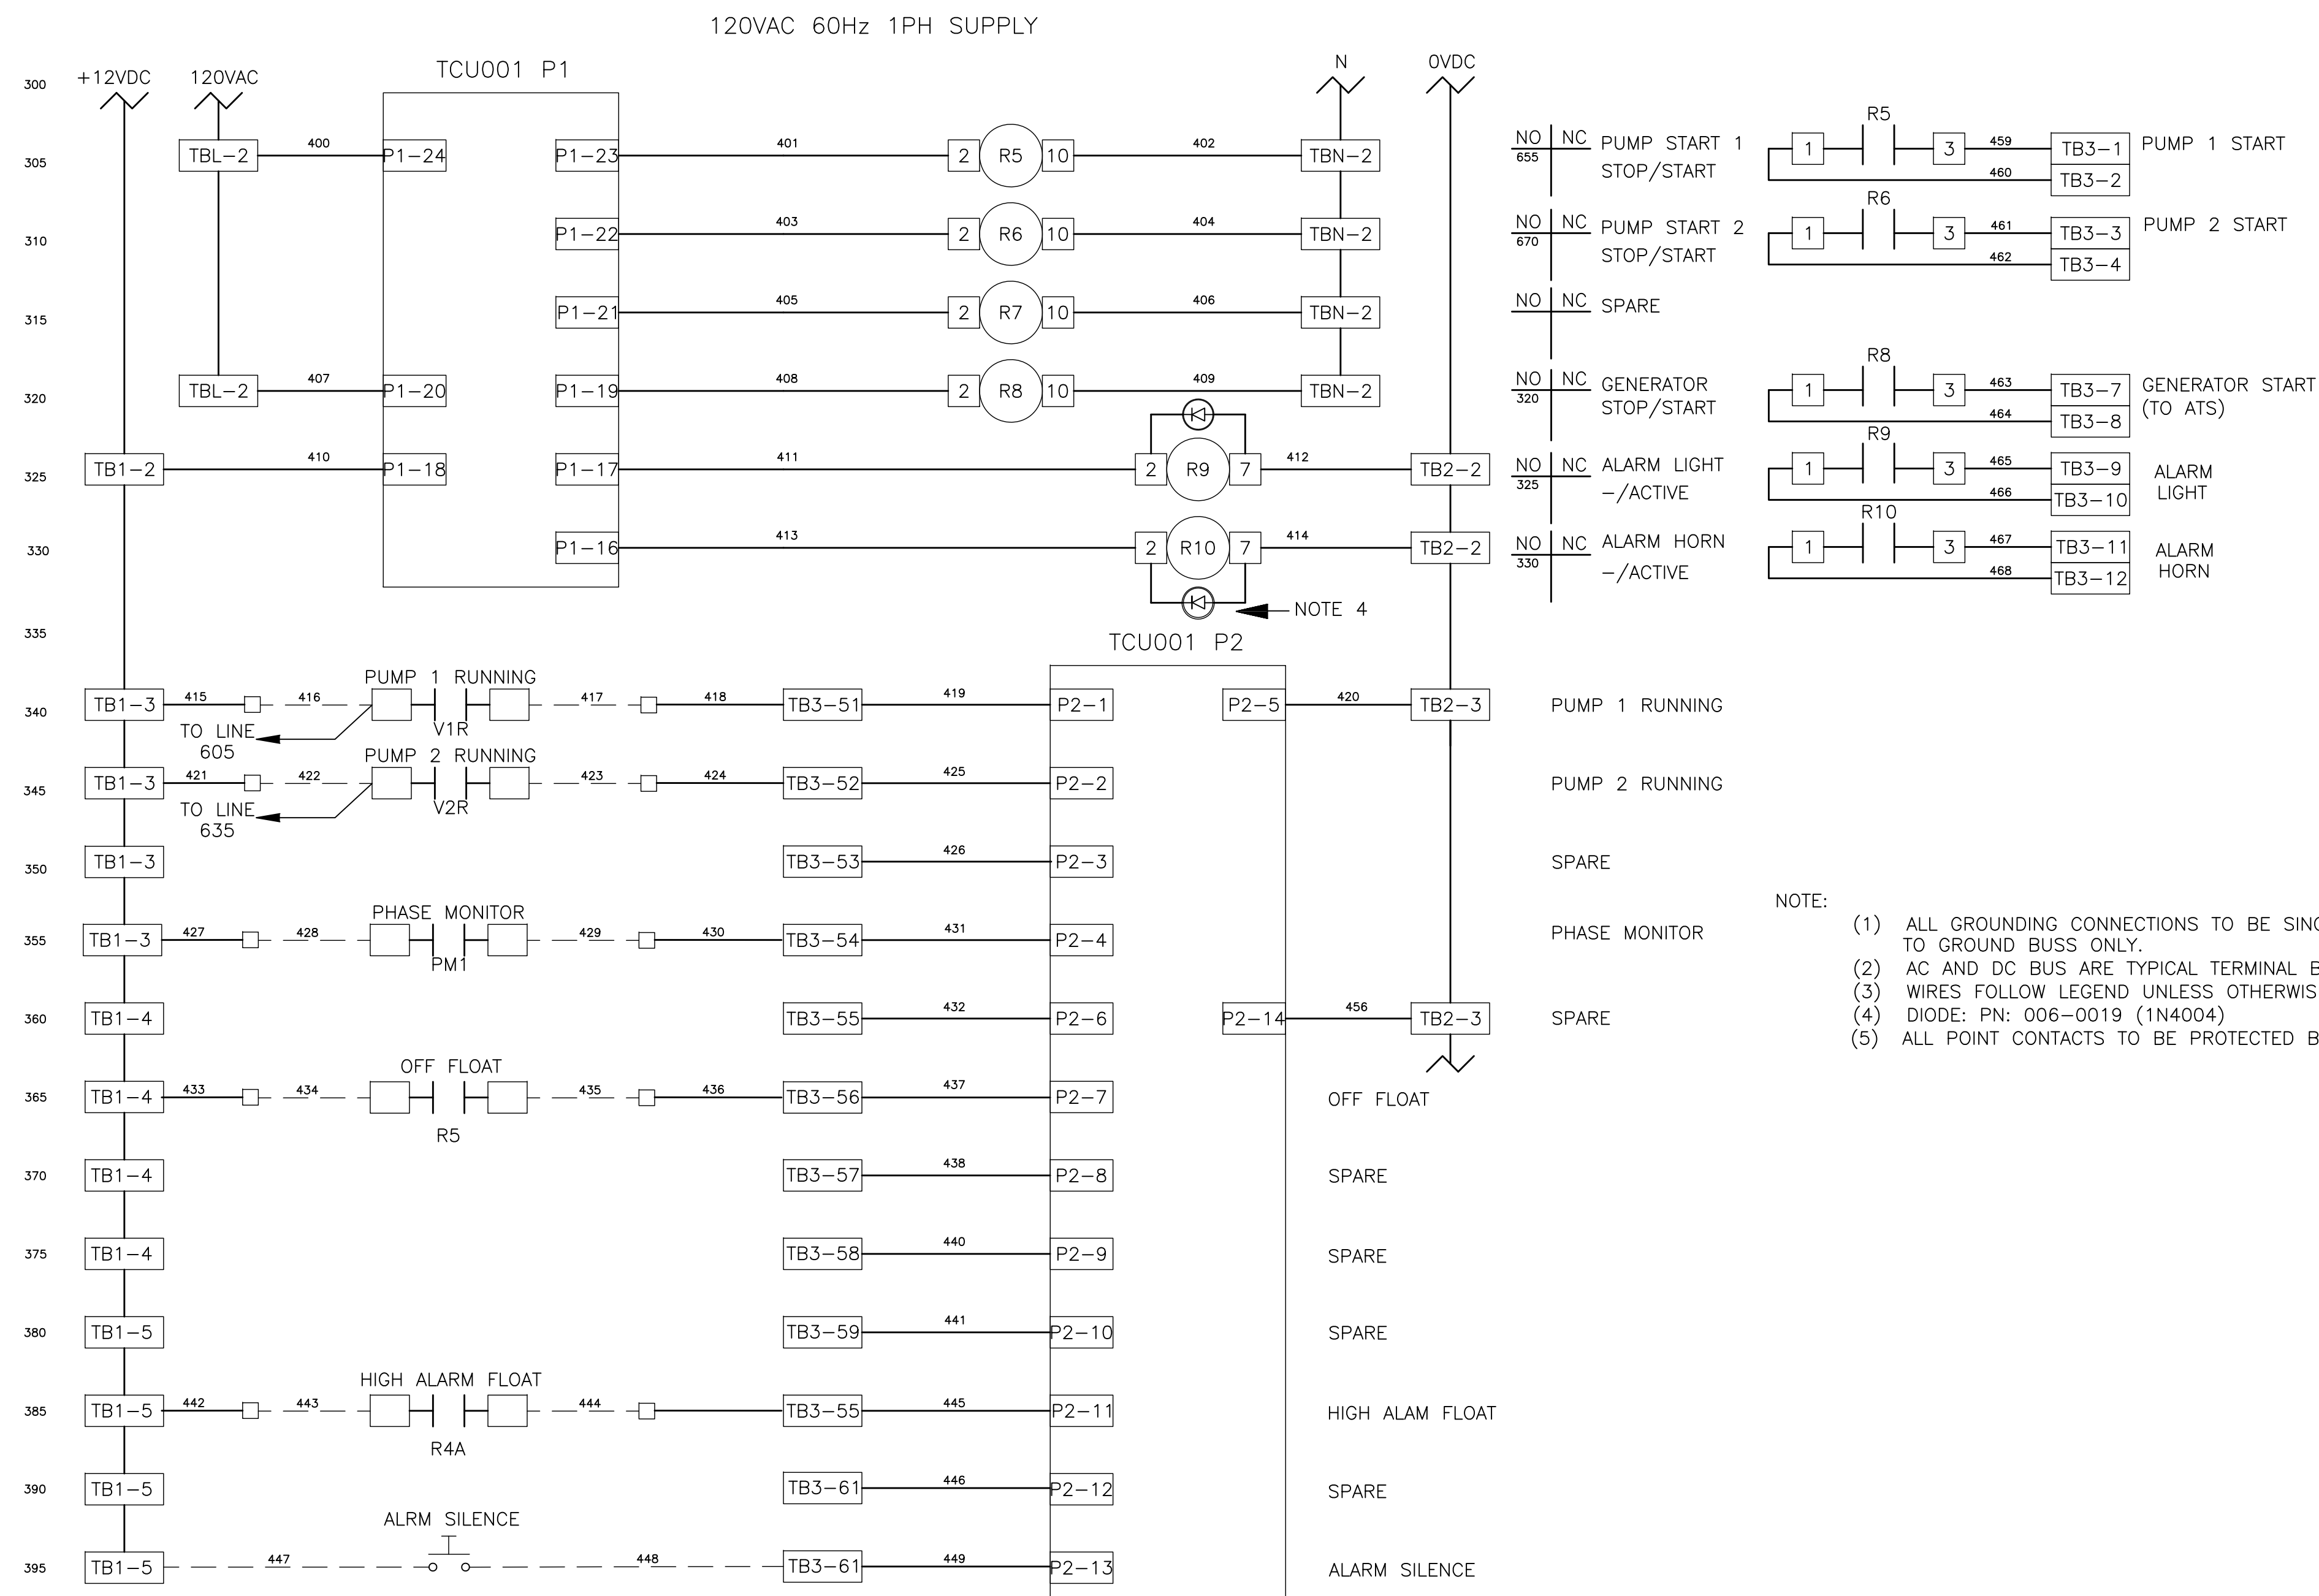 120VAC 60Hz 1PH SUPPLY
300 +12VDC 120VAC TCU001 P1 N 0VDC
R5
305 TBL-2 400 P1-24 P1-23 401 2 R5 10 402 TBN-2 NO NC 655 PUMP START 1 1 3 459 TB3-1 PUMP 1 START
STOP/START 460 TB3-2
R6
310 P1-22 403 2 R6 10 404 TBN-2 NO NC 670 PUMP START 2 1 3 461 TB3-3 PUMP 2 START
STOP/START 462 TB3-4
315 P1-21 405 2 R7 10 406 TBN-2 NO NC SPARE
R8
320 TBL-2 407 P1-20 P1-19 408 2 R8 10 409 TBN-2 NO NC 320 GENERATOR 1 3 463 TB3-7 GENERATOR START
STOP/START 464 TB3-8 (TO ATS)
R9
325 TB1-2 410 P1-18 P1-17 411 2 R9 7 412 TB2-2 NO NC 325 ALARM LIGHT 1 3 465 TB3-9 ALARM
-/ACTIVE 466 TB3-10 LIGHT
R10
330 P1-16 413 2 R10 7 414 TB2-2 NO NC 330 ALARM HORN 1 3 467 TB3-11 ALARM
-/ACTIVE 468 TB3-12 HORN
NOTE 4
335 TCU001 P2
PUMP 1 RUNNING
340 TB1-3 415 416 417 418 TB3-51 419 P2-1 P2-5 420 TB2-3 PUMP 1 RUNNING
TO LINE V1R
605
PUMP 2 RUNNING
345 TB1-3 421 422 423 424 TB3-52 425 P2-2 PUMP 2 RUNNING
TO LINE V2R
635
350 TB1-3 TB3-53 426 P2-3 SPARE
PHASE MONITOR
355 TB1-3 427 428 429 430 TB3-54 431 P2-4 PHASE MONITOR
PM1
360 TB1-4 TB3-55 432 P2-6 P2-14 456 TB2-3 SPARE
OFF FLOAT
365 TB1-4 433 434 435 436 TB3-56 437 P2-7 OFF FLOAT
R5
370 TB1-4 TB3-57 438 P2-8 SPARE
375 TB1-4 TB3-58 440 P2-9 SPARE
380 TB1-5 TB3-59 441 P2-10 SPARE
HIGH ALARM FLOAT
385 TB1-5 442 443 444 TB3-55 445 P2-11 HIGH ALAM FLOAT
R4A
390 TB1-5 TB3-61 446 P2-12 SPARE
ALRM SILENCE
395 TB1-5 447 448 TB3-61 449 P2-13 ALARM SILENCE
NOTE:
(1) ALL GROUNDING CONNECTIONS TO BE
TO GROUND BUSS ONLY.
(2) AC AND DC BUS ARE TYPICAL TERMINAL
(3) WIRES FOLLOW LEGEND UNLESS
(4) DIODE: PN: 006-0019 (1N4004)
(5) ALL POINT CONTACTS TO BE PROTECTED